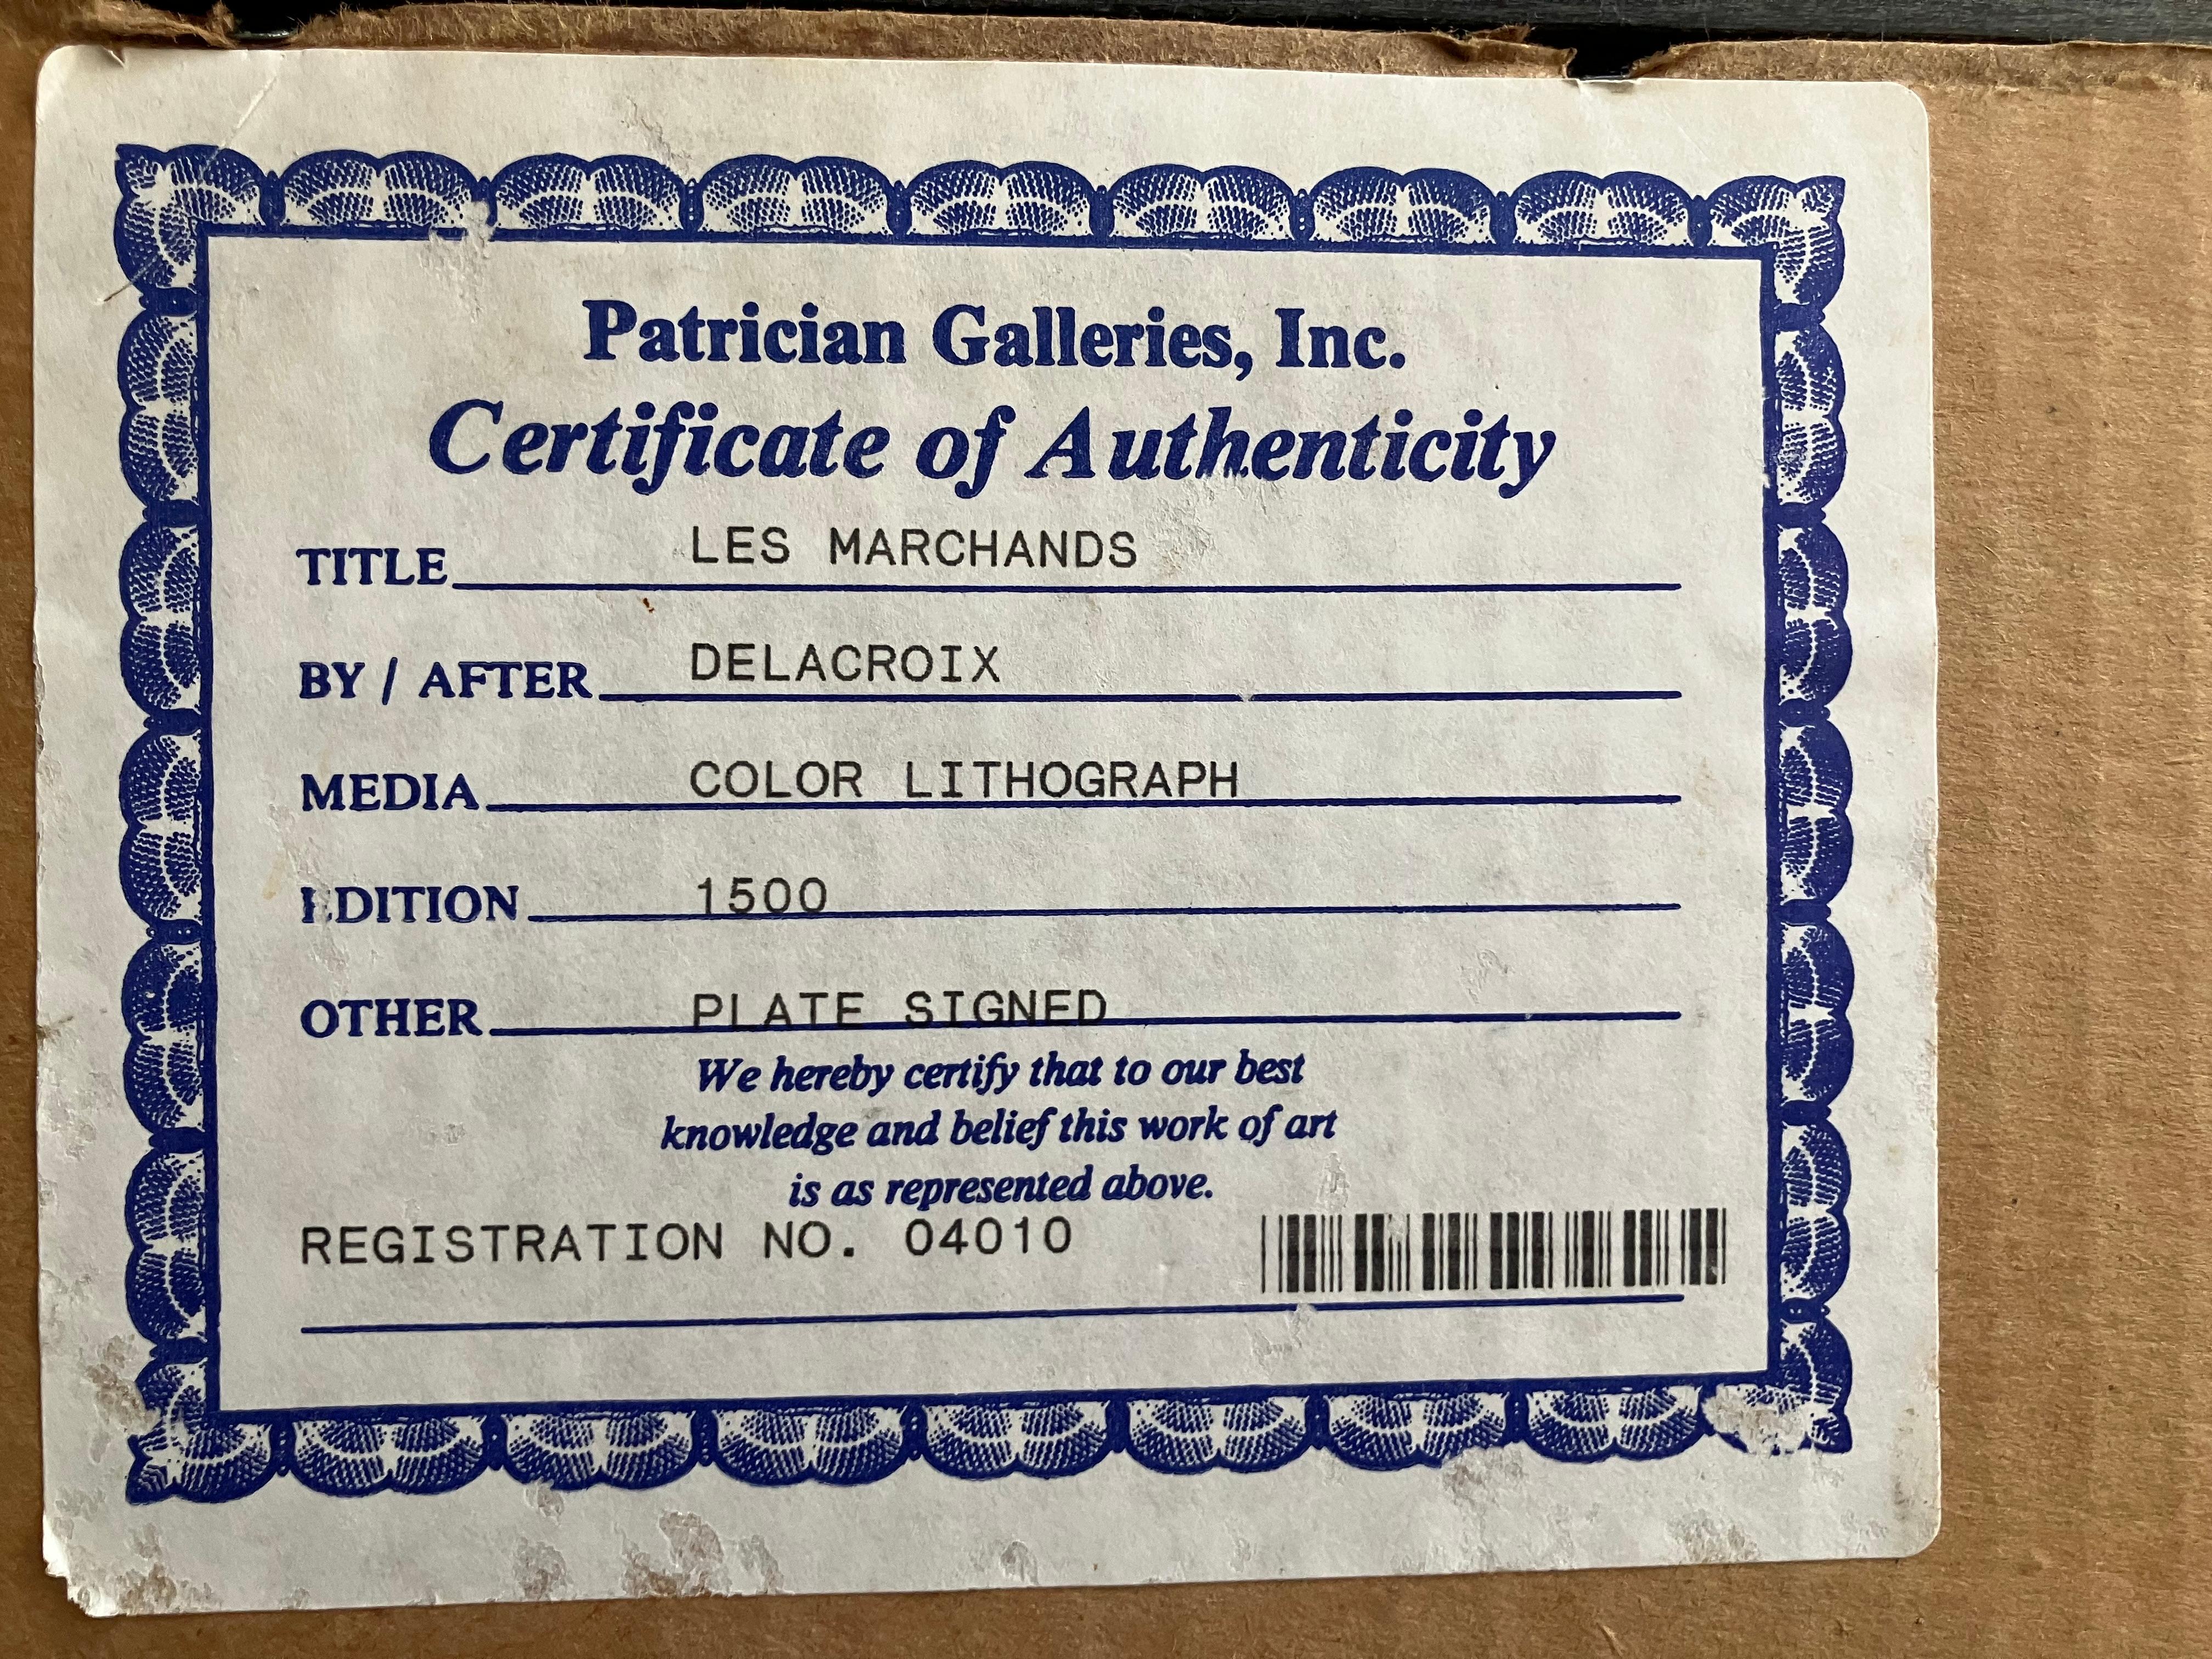 Patrician Galleries, Inc.
Certificate of Authenticity
TITLE LES MARCHANDS
BY / AFTER DELACROIX
MEDIA COLOR LITHOGRAPH
EDITION 1500
OTHER PLATE SIGNED
We hereby certify that to our best
knowledge and belief this work of art
is as represented above.
REGISTRATION NO. 04010